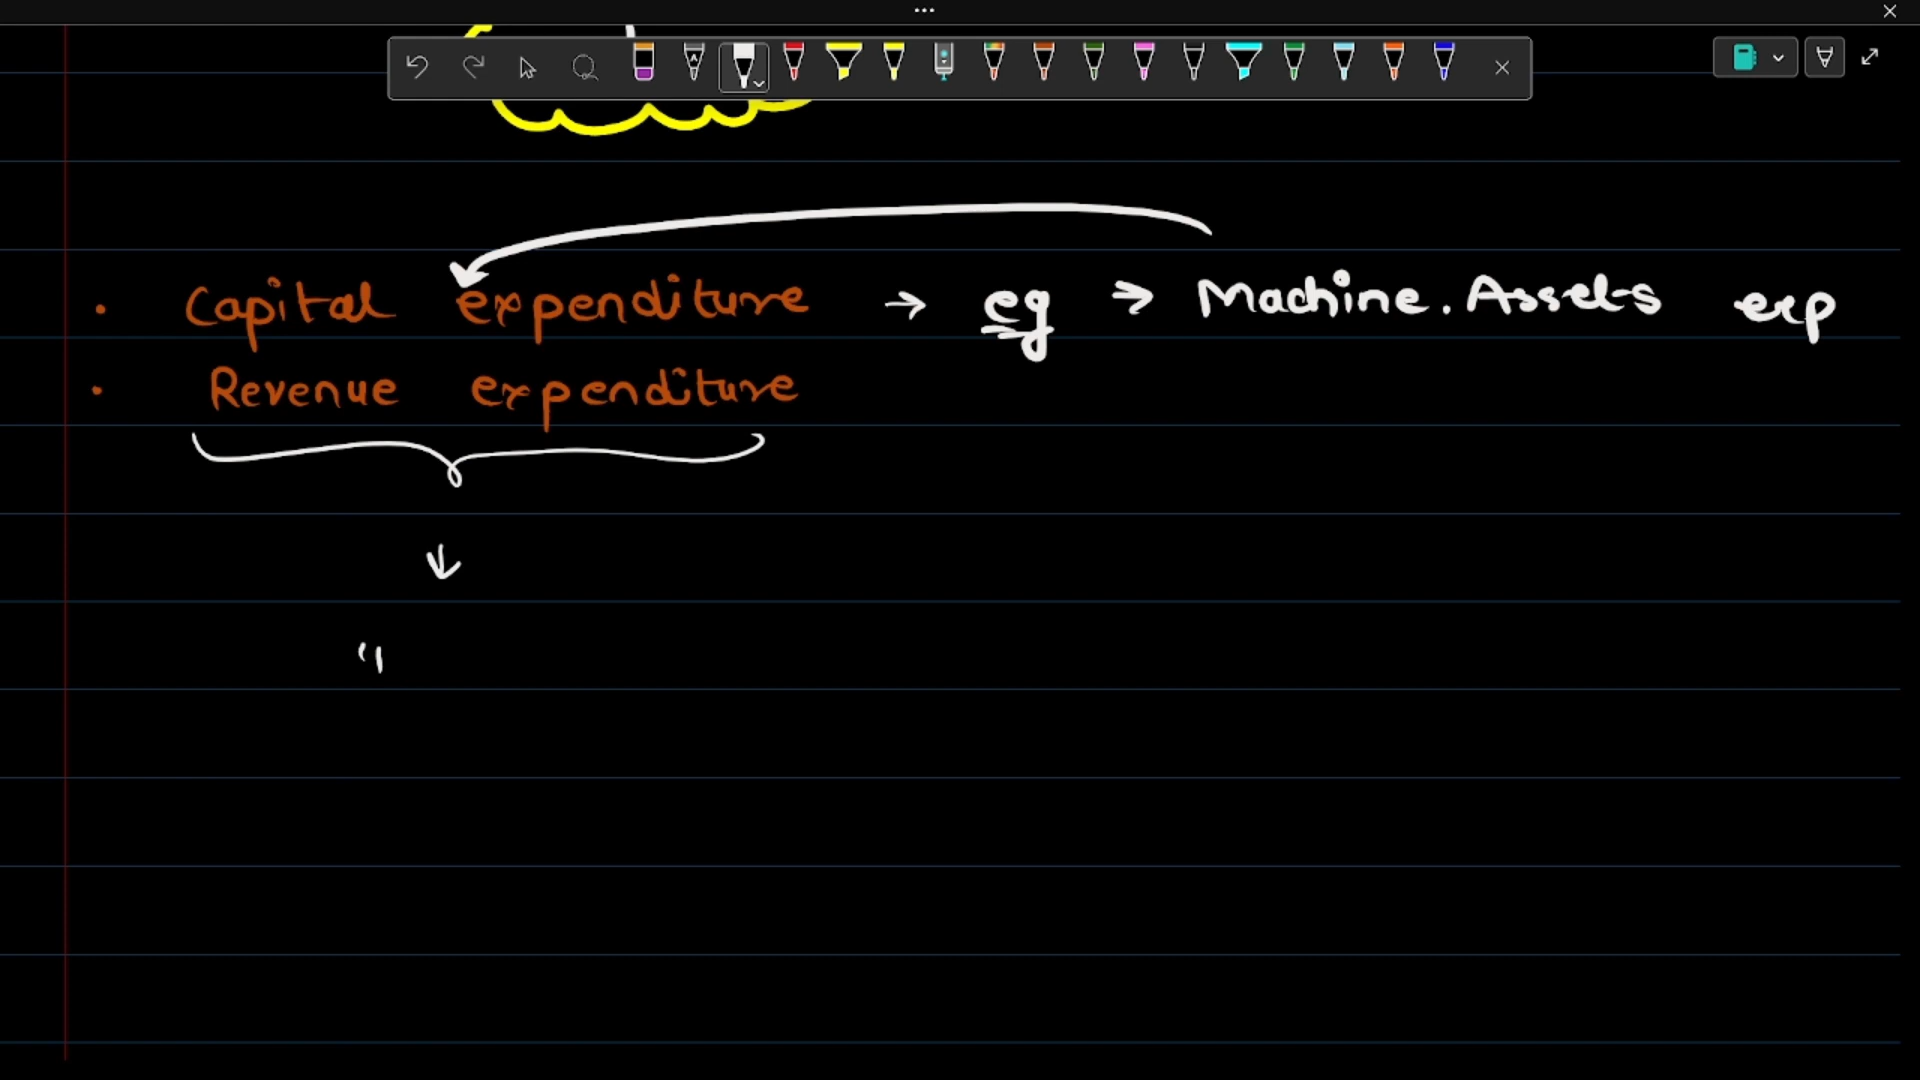 • Capital expenditure → eg → Machine. Assets exp
• Revenue expenditure